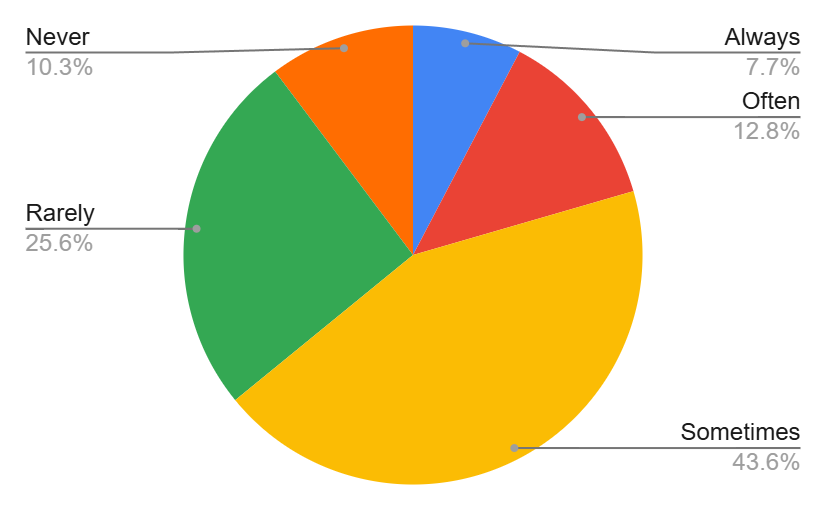 Never
10.3%
Always
7.7%
Often
12.8%
Rarely
25.6%
Sometimes
43.6%